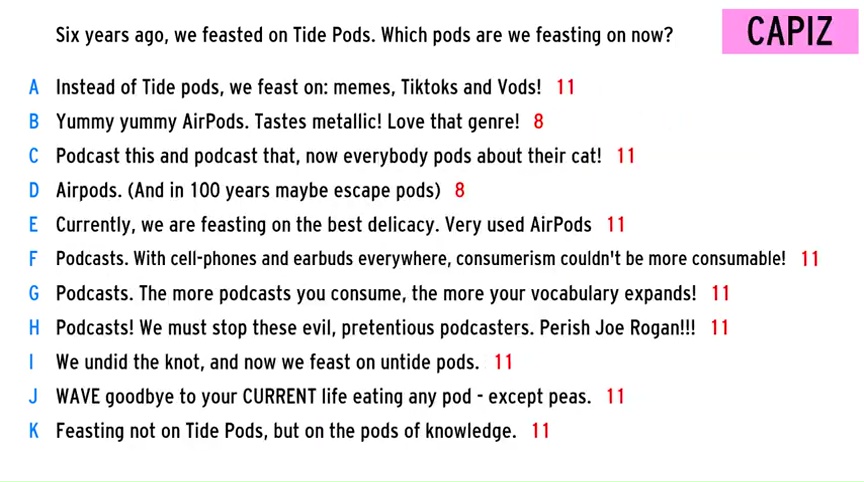 Six years ago, we feasted on Tide Pods. Which pods are we feasting on now?
CAPIZ
A Instead of Tide pods, we feast on: memes, Tiktoks and Vods! 11
B Yummy yummy AirPods. Tastes metallic! Love that genre! 8
C Podcast this and podcast that, now everybody pods about their cat! 11
D Airpods. (And in 100 years maybe escape pods) 8
E Currently, we are feasting on the best delicacy. Very used AirPods 11
F Podcasts. With cell-phones and earbuds everywhere, consumerism couldn't be more consumable! 11
G Podcasts. The more podcasts you consume, the more your vocabulary expands! 11
H Podcasts! We must stop these evil, pretentious podcasters. Perish Joe Rogan!!! 11
I We undid the knot, and now we feast on untide pods. 11
J WAVE goodbye to your CURRENT life eating any pod - except peas. 11
K Feasting not on Tide Pods, but on the pods of knowledge. 11